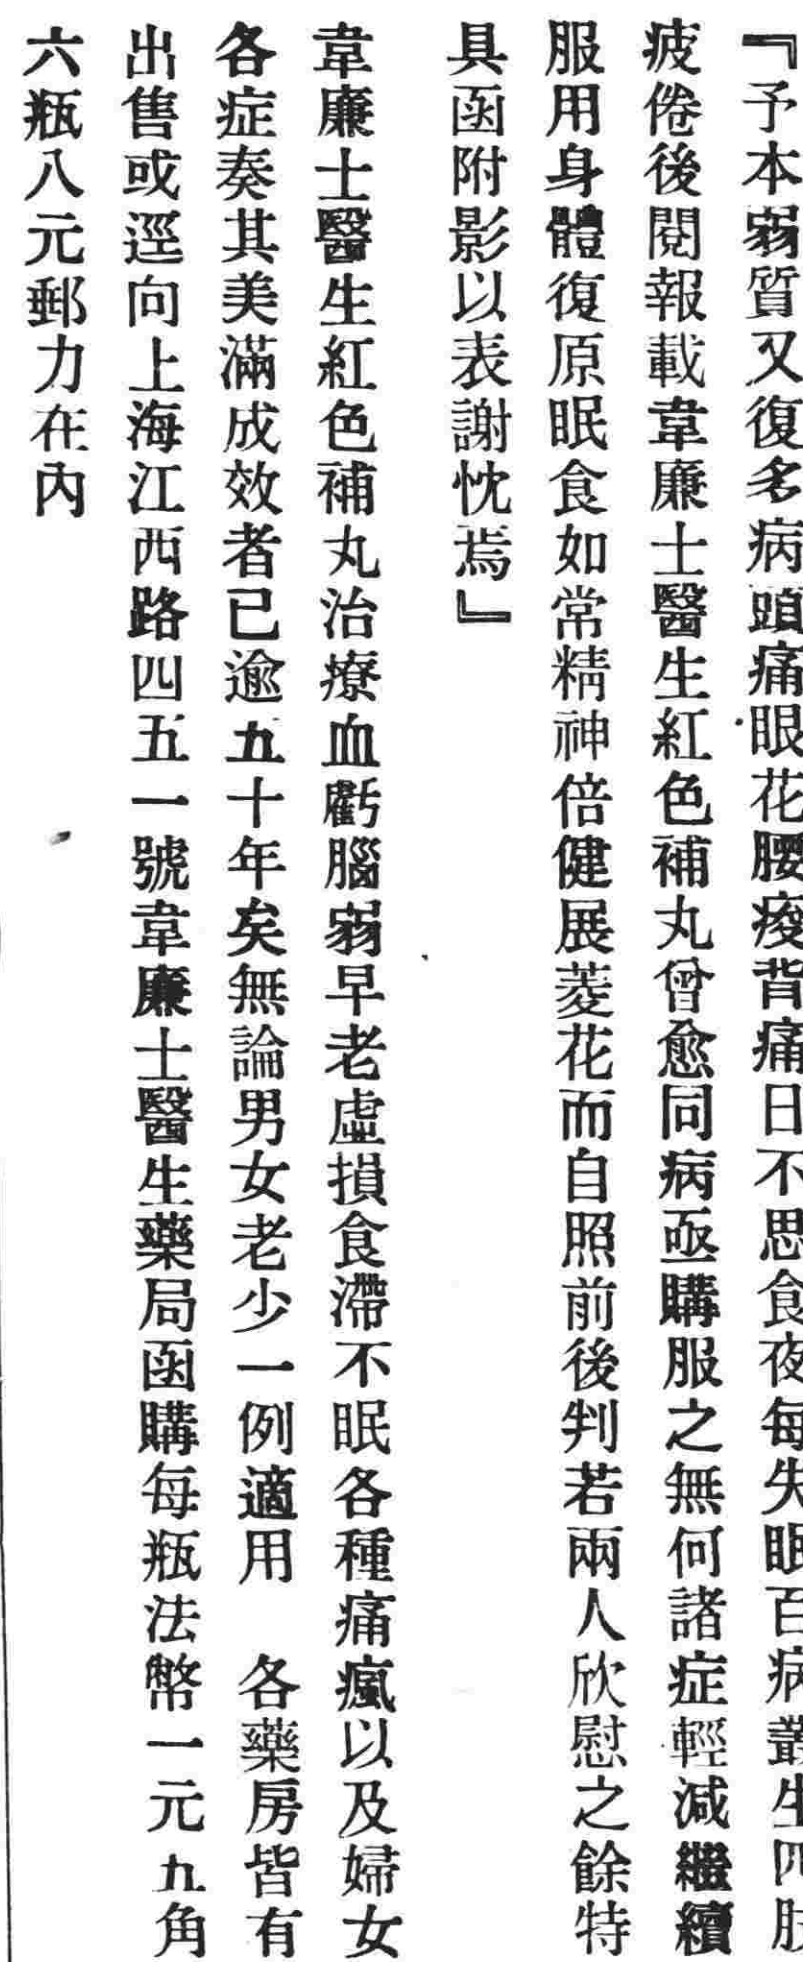 『予本弱質又復多病頭痛眼花腰痠背痛日不思食夜每失眠百病叢生四肢
疲倦後閱報載韋廉士醫生紅色補丸曾愈同病亟購服之無何諸症輕減繼續
服用身體復原眠食如常精神倍健展菱花而自照前後判若兩人欣慰之餘特
具函附影以表謝忱焉』
韋廉士醫生紅色補丸治療血虧腦弱早老虛損食滯不眠各種痛瘋以及婦女
各症奏其美滿成效者已逾五十年矣無論男女老少一例適用　各藥房皆有
出售或逕向上海江西路四五一號韋廉士醫生藥局函購每瓶法幣一元九角
六瓶八元郵力在內